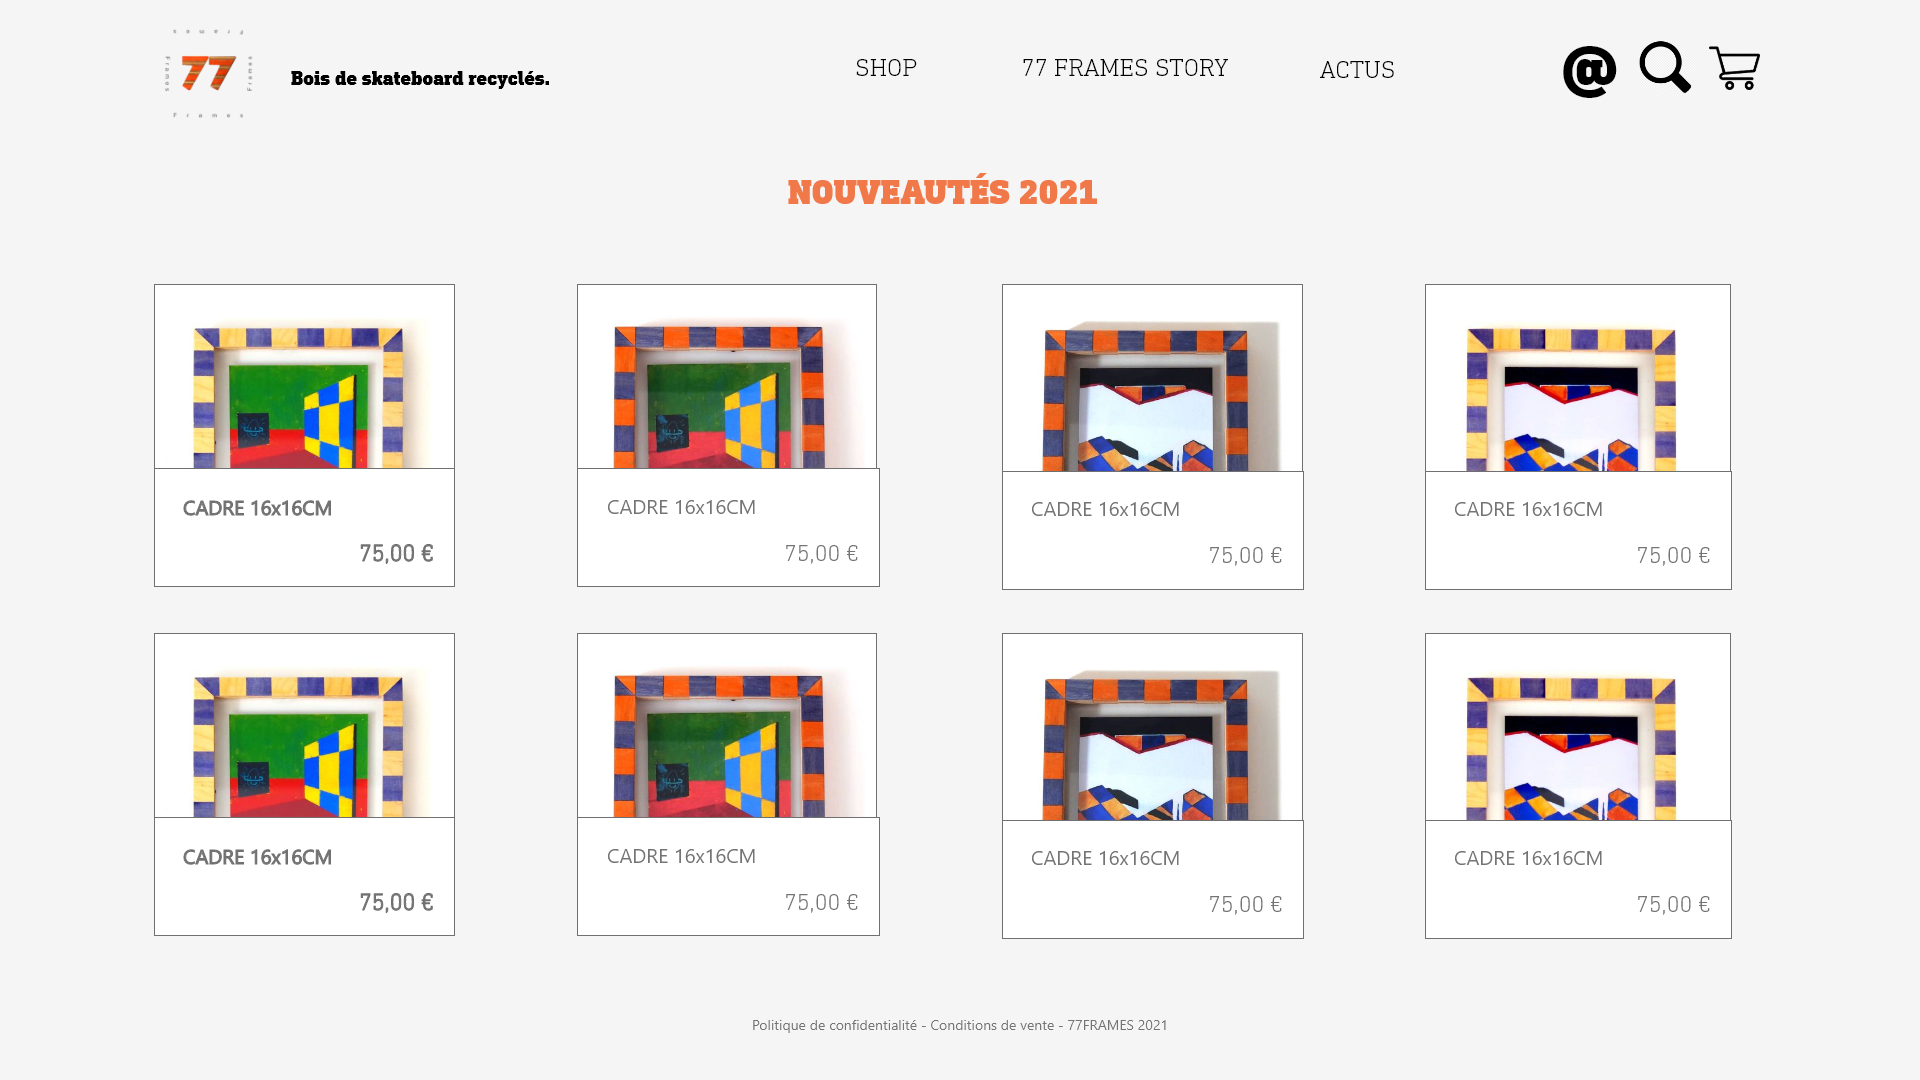 77
Frames
Bois de skateboard recyclés.
SHOP
77 FRAMES STORY
ACTUS
@
NOUVEAUTÉS 2021
CADRE 16x16CM
75,00 €
CADRE 16x16CM
75,00 €
CADRE 16x16CM
75,00 €
CADRE 16x16CM
75,00 €
CADRE 16x16CM
75,00 €
CADRE 16x16CM
75,00 €
CADRE 16x16CM
75,00 €
CADRE 16x16CM
75,00 €
Politique de confidentialité - Conditions de vente - 77FRAMES 2021